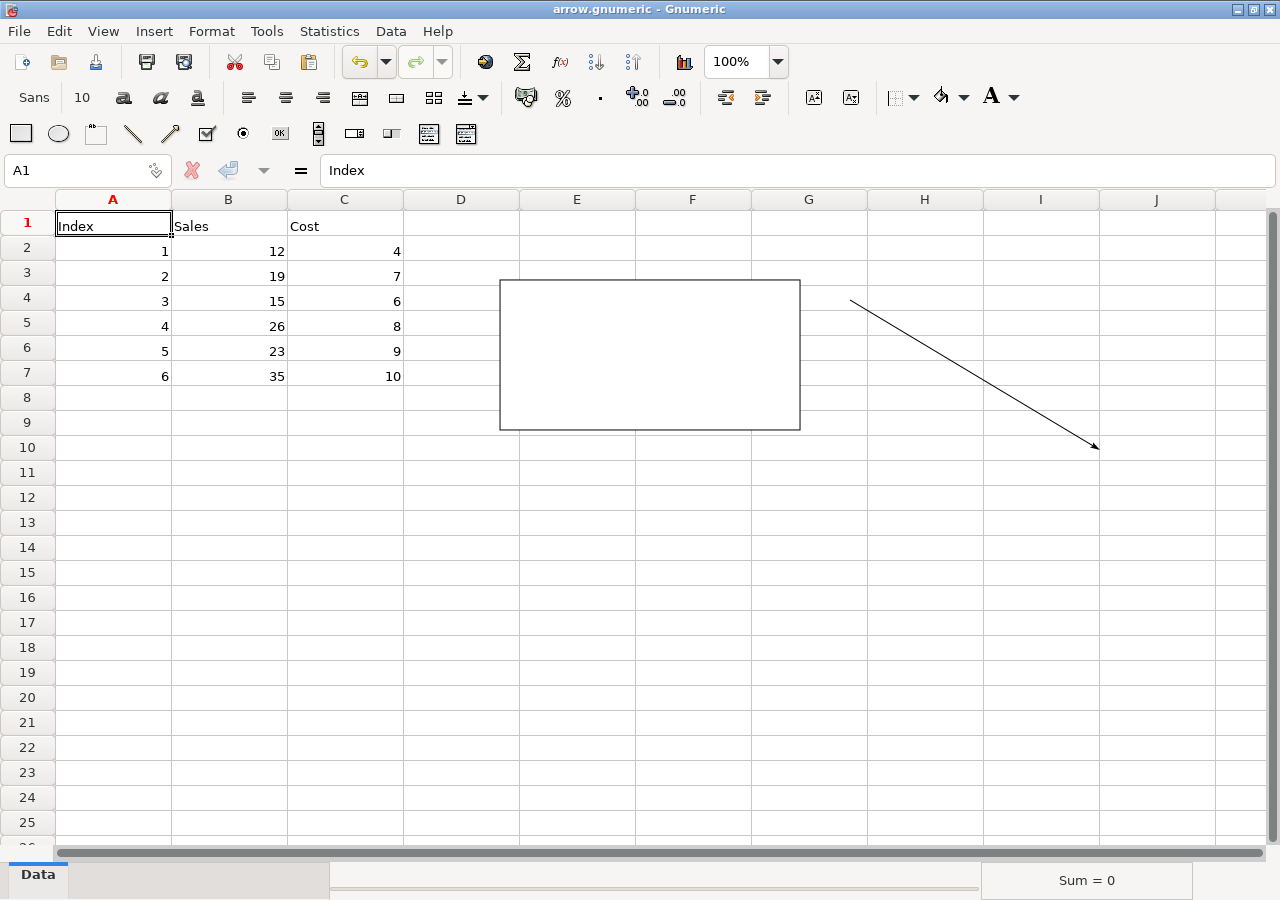 arrow.gnumeric - Gnumeric
File Edit View Insert Format Tools Statistics Data Help
f(x) 100%
Sans 10 a a a % .00 .00 A A A
OK
A1 = Index
A B C D E F G H I J
1 Index Sales Cost
2 1 12 4
3 2 19 7
4 3 15 6
5 4 26 8
6 5 23 9
7 6 35 10
8
9
10
11
12
13
14
15
16
17
18
19
20
21
22
23
24
25
Data Sum = 0